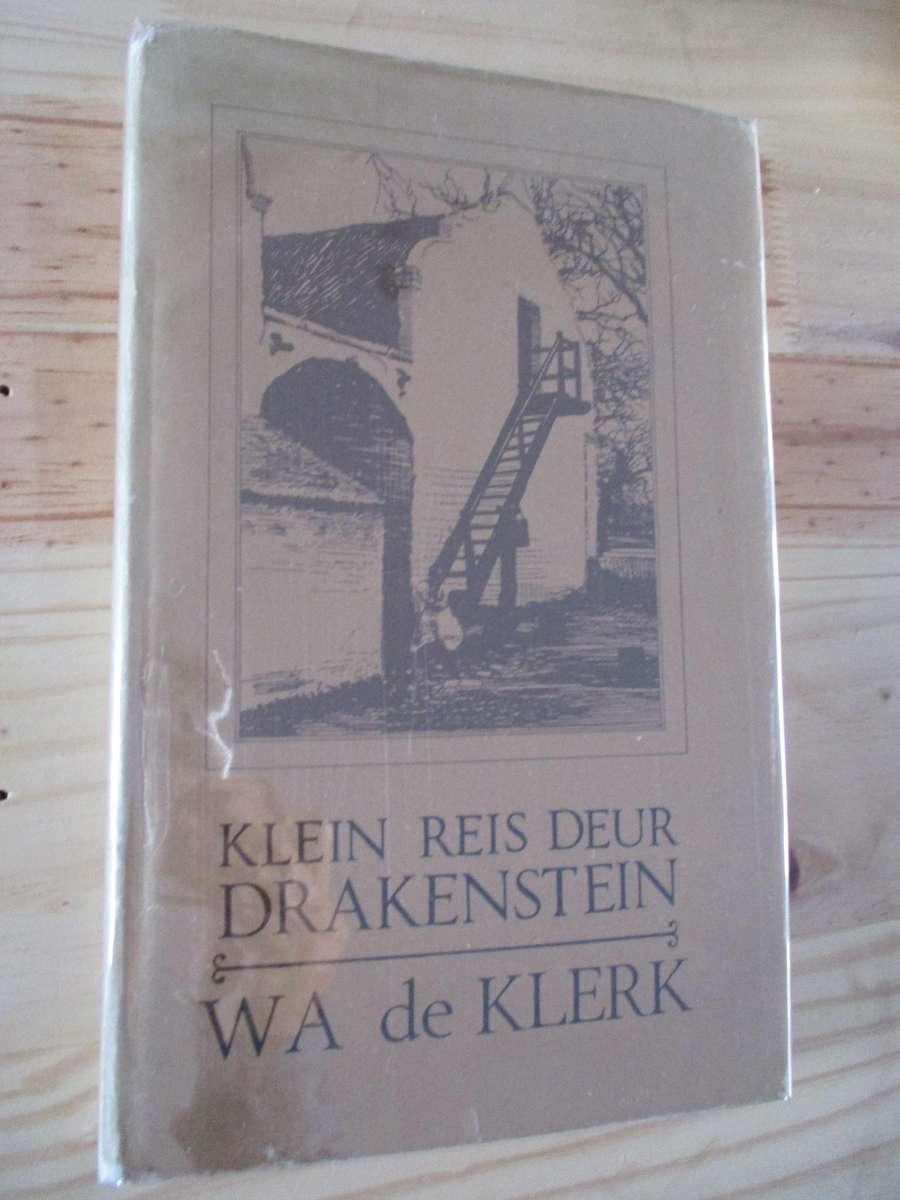 KLEIN REIS DEUR
DRAKENSTEIN
WA de KLERK